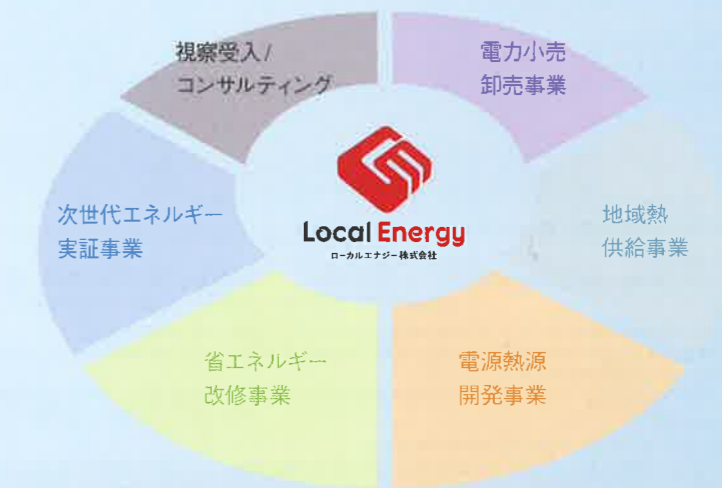 視察受入/
コンサルティング
電力小売
卸売事業
地域熱
供給事業
電源熱源
開発事業
省エネルギー
改修事業
次世代エネルギー
実証事業
Local Energy
ローカルエナジー株式会社